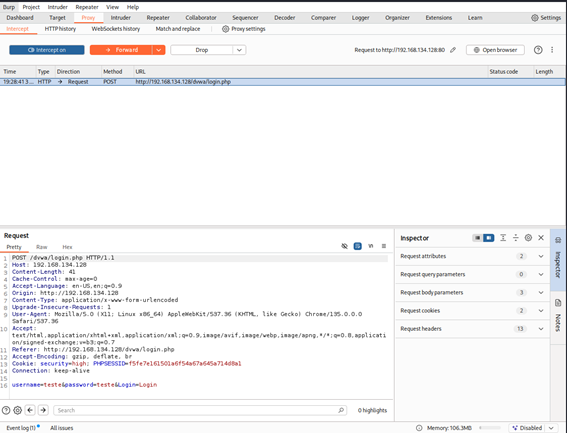 Burp Project Intruder Repeater View Help
Dashboard Target Proxy Intruder Repeater Collaborator Sequencer Decoder Comparer Logger Organizer Extensions Learn Settings
Intercept HTTP history WebSockets history Match and replace Proxy settings
Intercept on Forward Drop Request to http://192.168.134.128:80 Open browser
Time Type Direction Method URL Status code Length
19:28:41 3... HTTP → Request POST http://192.168.134.128/dvwa/login.php
Request
Pretty Raw Hex
1 POST /dvwa/login.php HTTP/1.1
2 Host: 192.168.134.128
3 Content-Length: 41
4 Cache-Control: max-age=0
5 Accept-Language: en-US,en;q=0.9
6 Origin: http://192.168.134.128
7 Content-Type: application/x-www-form-urlencoded
8 Upgrade-Insecure-Requests: 1
9 User-Agent: Mozilla/5.0 (X11; Linux x86_64) AppleWebKit/537.36 (KHTML, like Gecko) Chrome/135.0.0.0
Safari/537.36
10 Accept:
text/html,application/xhtml+xml,application/xml;q=0.9,image/avif,image/webp,image/apng,*/*;q=0.8,applicati
on/signed-exchange;v=b3;q=0.7
11 Referer: http://192.168.134.128/dvwa/login.php
12 Accept-Encoding: gzip, deflate, br
13 Cookie: security=high; PHPSESSID=f5fe7e161501a6f54a67a645a714d8a1
14 Connection: keep-alive
15
16 username=teste&password=teste&Login=Login
Search 0 highlights
Inspector
Request attributes 2
Request query parameters 0
Request body parameters 3
Request cookies 2
Request headers 13
Inspector
Notes
Event log (1) All issues Memory: 106.3MB Disabled